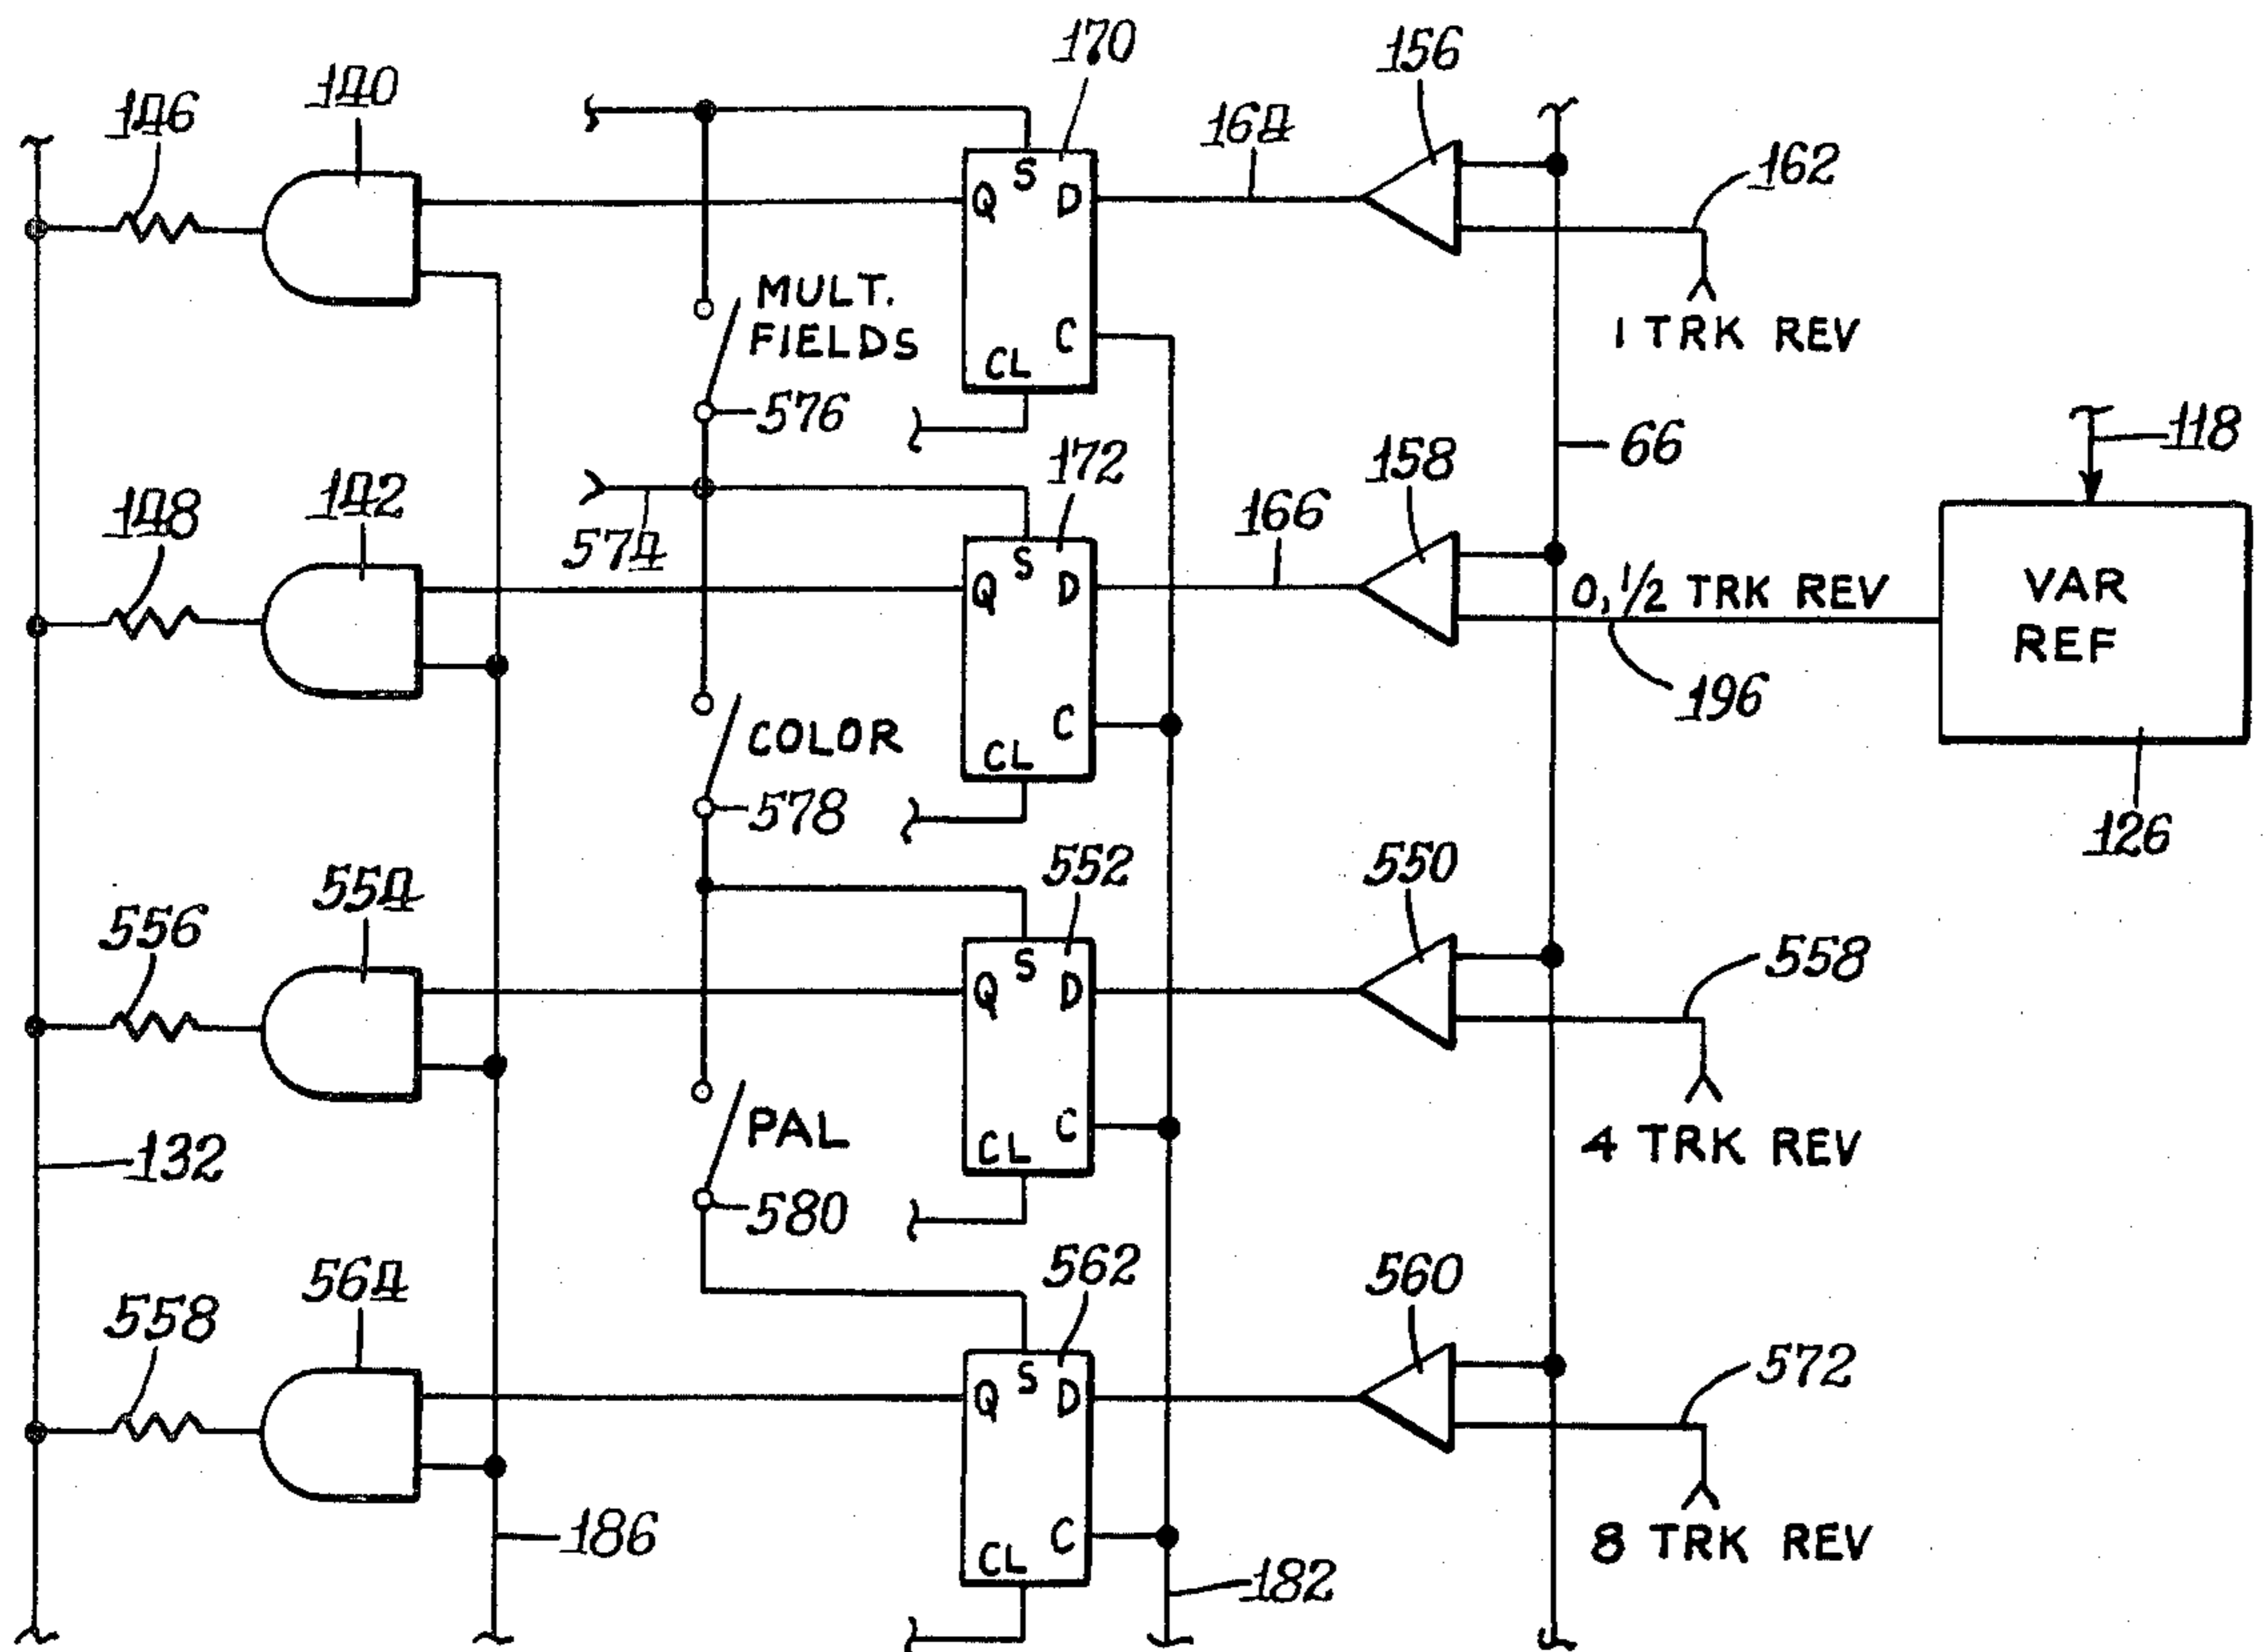 170
156
140
146
164
162
S
Q
D
MULT.
FIELDS
C
CL
1 TRK REV
576
66
118
172
158
142
148
166
574
S
Q
D
0, 1/2 TRK REV
VAR
REF
196
COLOR
C
CL
578
126
552
550
554
556
558
S
Q
D
PAL
C
CL
4 TRK REV
132
580
562
560
564
558
572
S
Q
D
186
C
CL
8 TRK REV
182